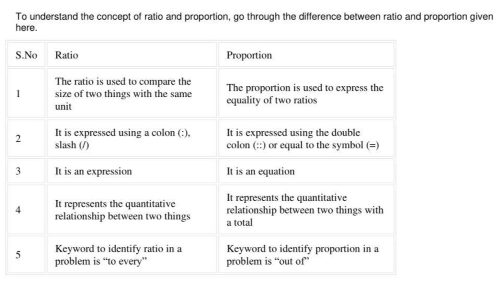 To understand the concept of ratio and proportion, go through the difference between ratio and proportion given
here.
S.No Ratio Proportion
1 The ratio is used to compare the size of two things with the same unit The proportion is used to express the equality of two ratios
2 It is expressed using a colon (:), slash (/) It is expressed using the double colon (::) or equal to the symbol (=)
3 It is an expression It is an equation
4 It represents the quantitative relationship between two things It represents the quantitative relationship between two things with a total
5 Keyword to identify ratio in a problem is “to every” Keyword to identify proportion in a problem is “out of”